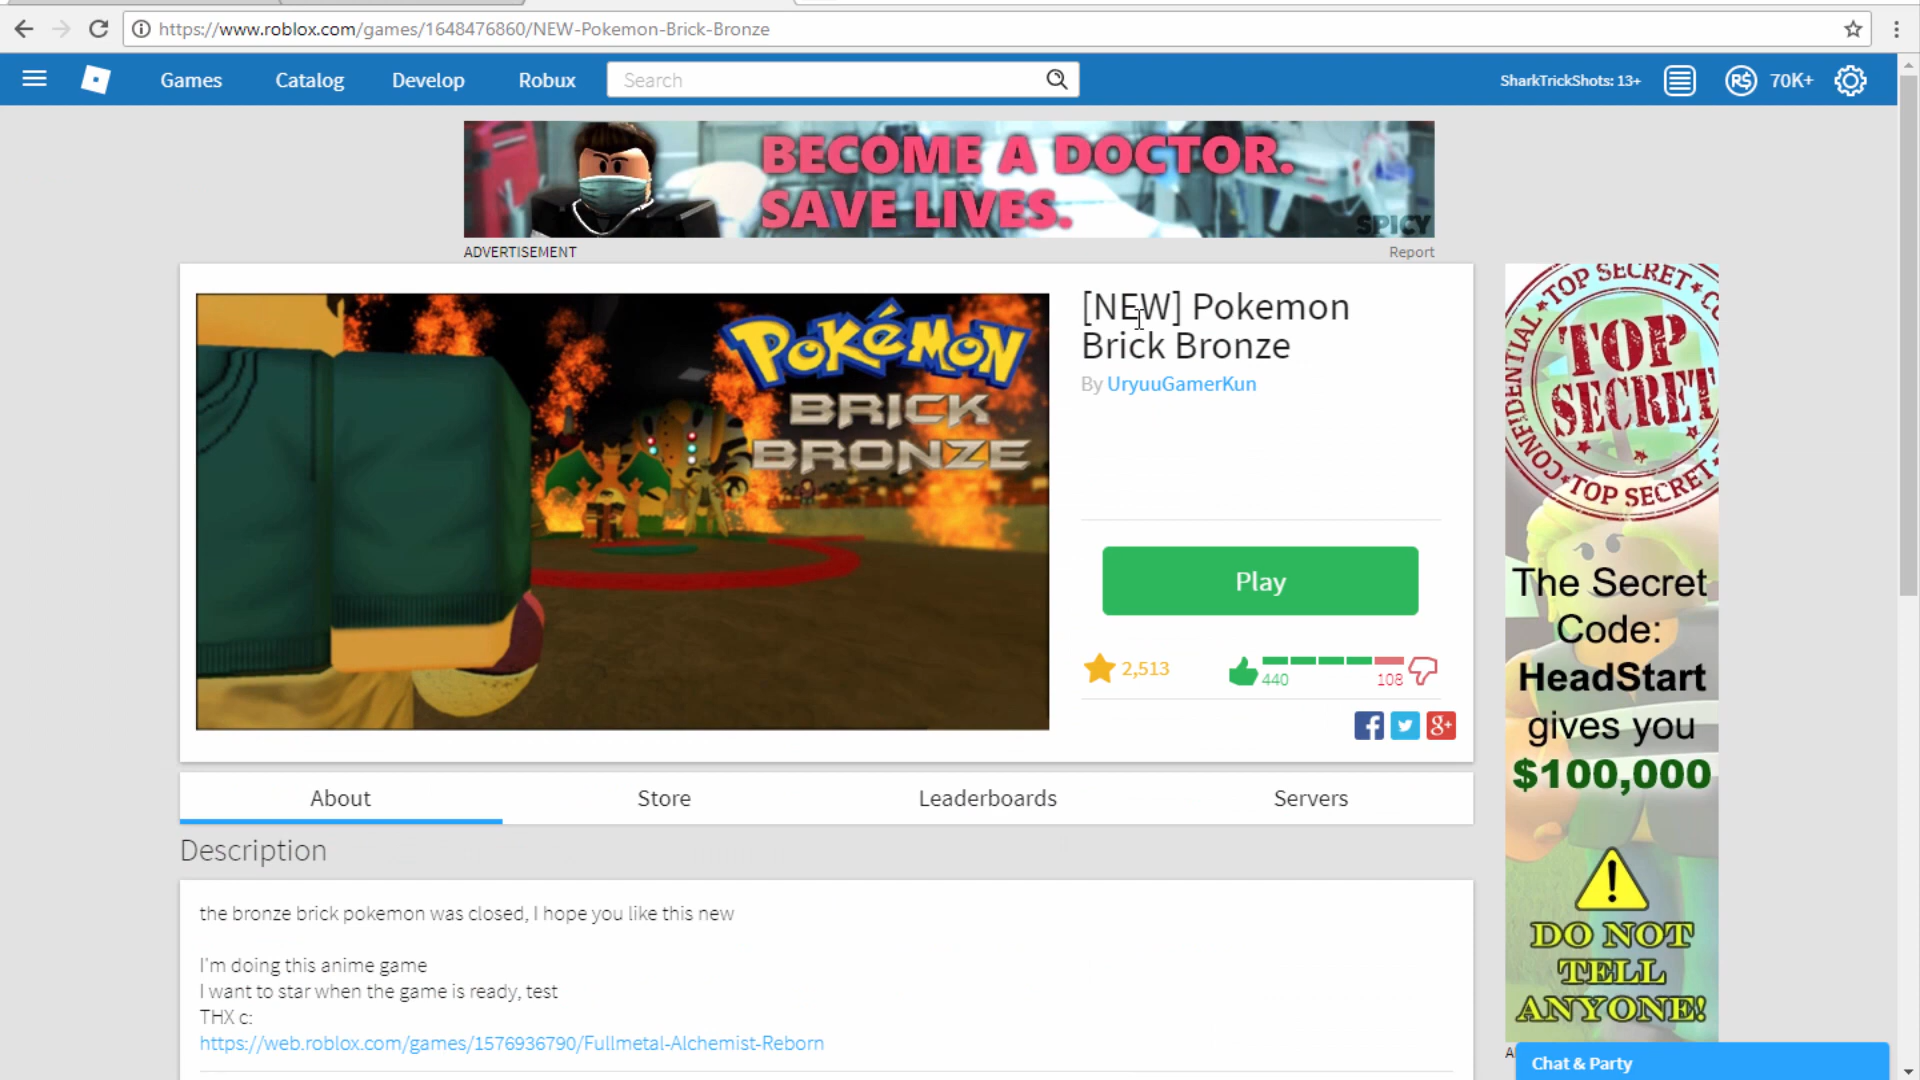 https://www.roblox.com/games/1648476860/NEW-Pokemon-Brick-Bronze
Games
Catalog
Develop
Robux
Search
SharkTrickShots: 13+
R$
70K+
BECOME A DOCTOR.
SAVE LIVES.
SPICY
ADVERTISEMENT
Report
POKéMON
BRICK
BRONZE
[NEW] Pokemon
Brick Bronze
By UryuuGamerKun
Play
2,513
440
108
f
g+
TOP SECRET
CONFIDENTIAL
TOP
SECRET
TOP SECRET
The Secret
Code:
HeadStart
gives you
$100,000
!
DO NOT
TELL
ANYONE!
About
Store
Leaderboards
Servers
Description
the bronze brick pokemon was closed, I hope you like this new
I'm doing this anime game
I want to star when the game is ready, test
THX c:
https://web.roblox.com/games/1576936790/Fullmetal-Alchemist-Reborn
Chat & Party